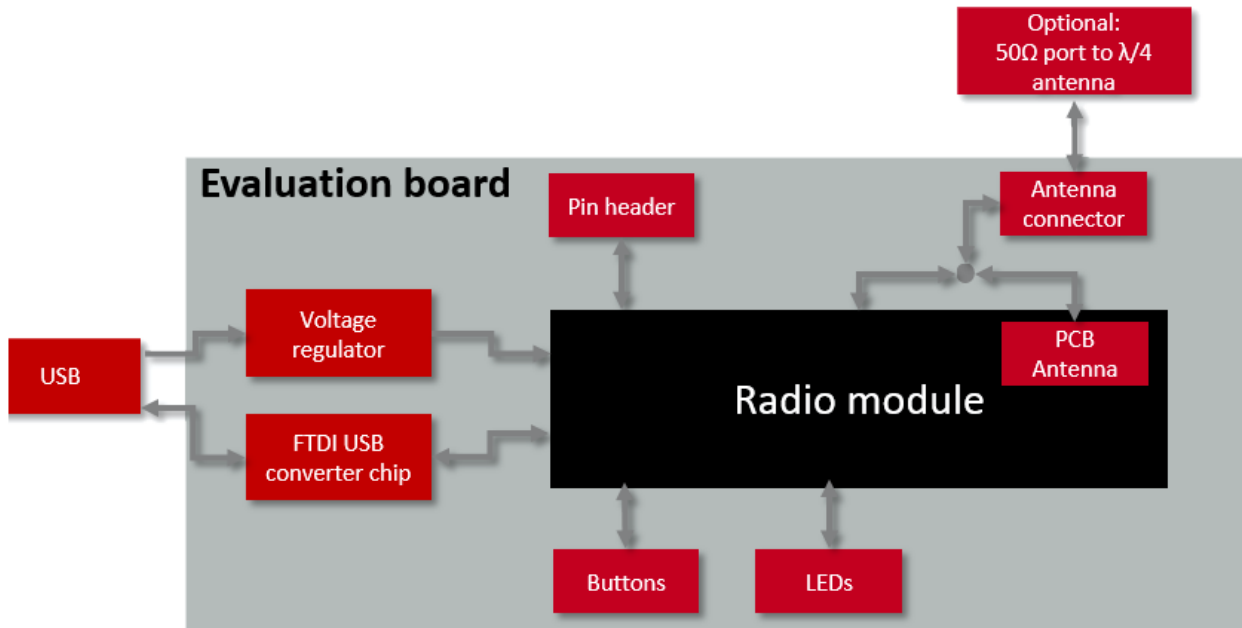 Optional:
50Ω port to λ/4
antenna
Evaluation board
Pin header
Antenna
connector
Voltage
regulator
USB
PCB
Antenna
Radio module
FTDI USB
converter chip
Buttons
LEDs